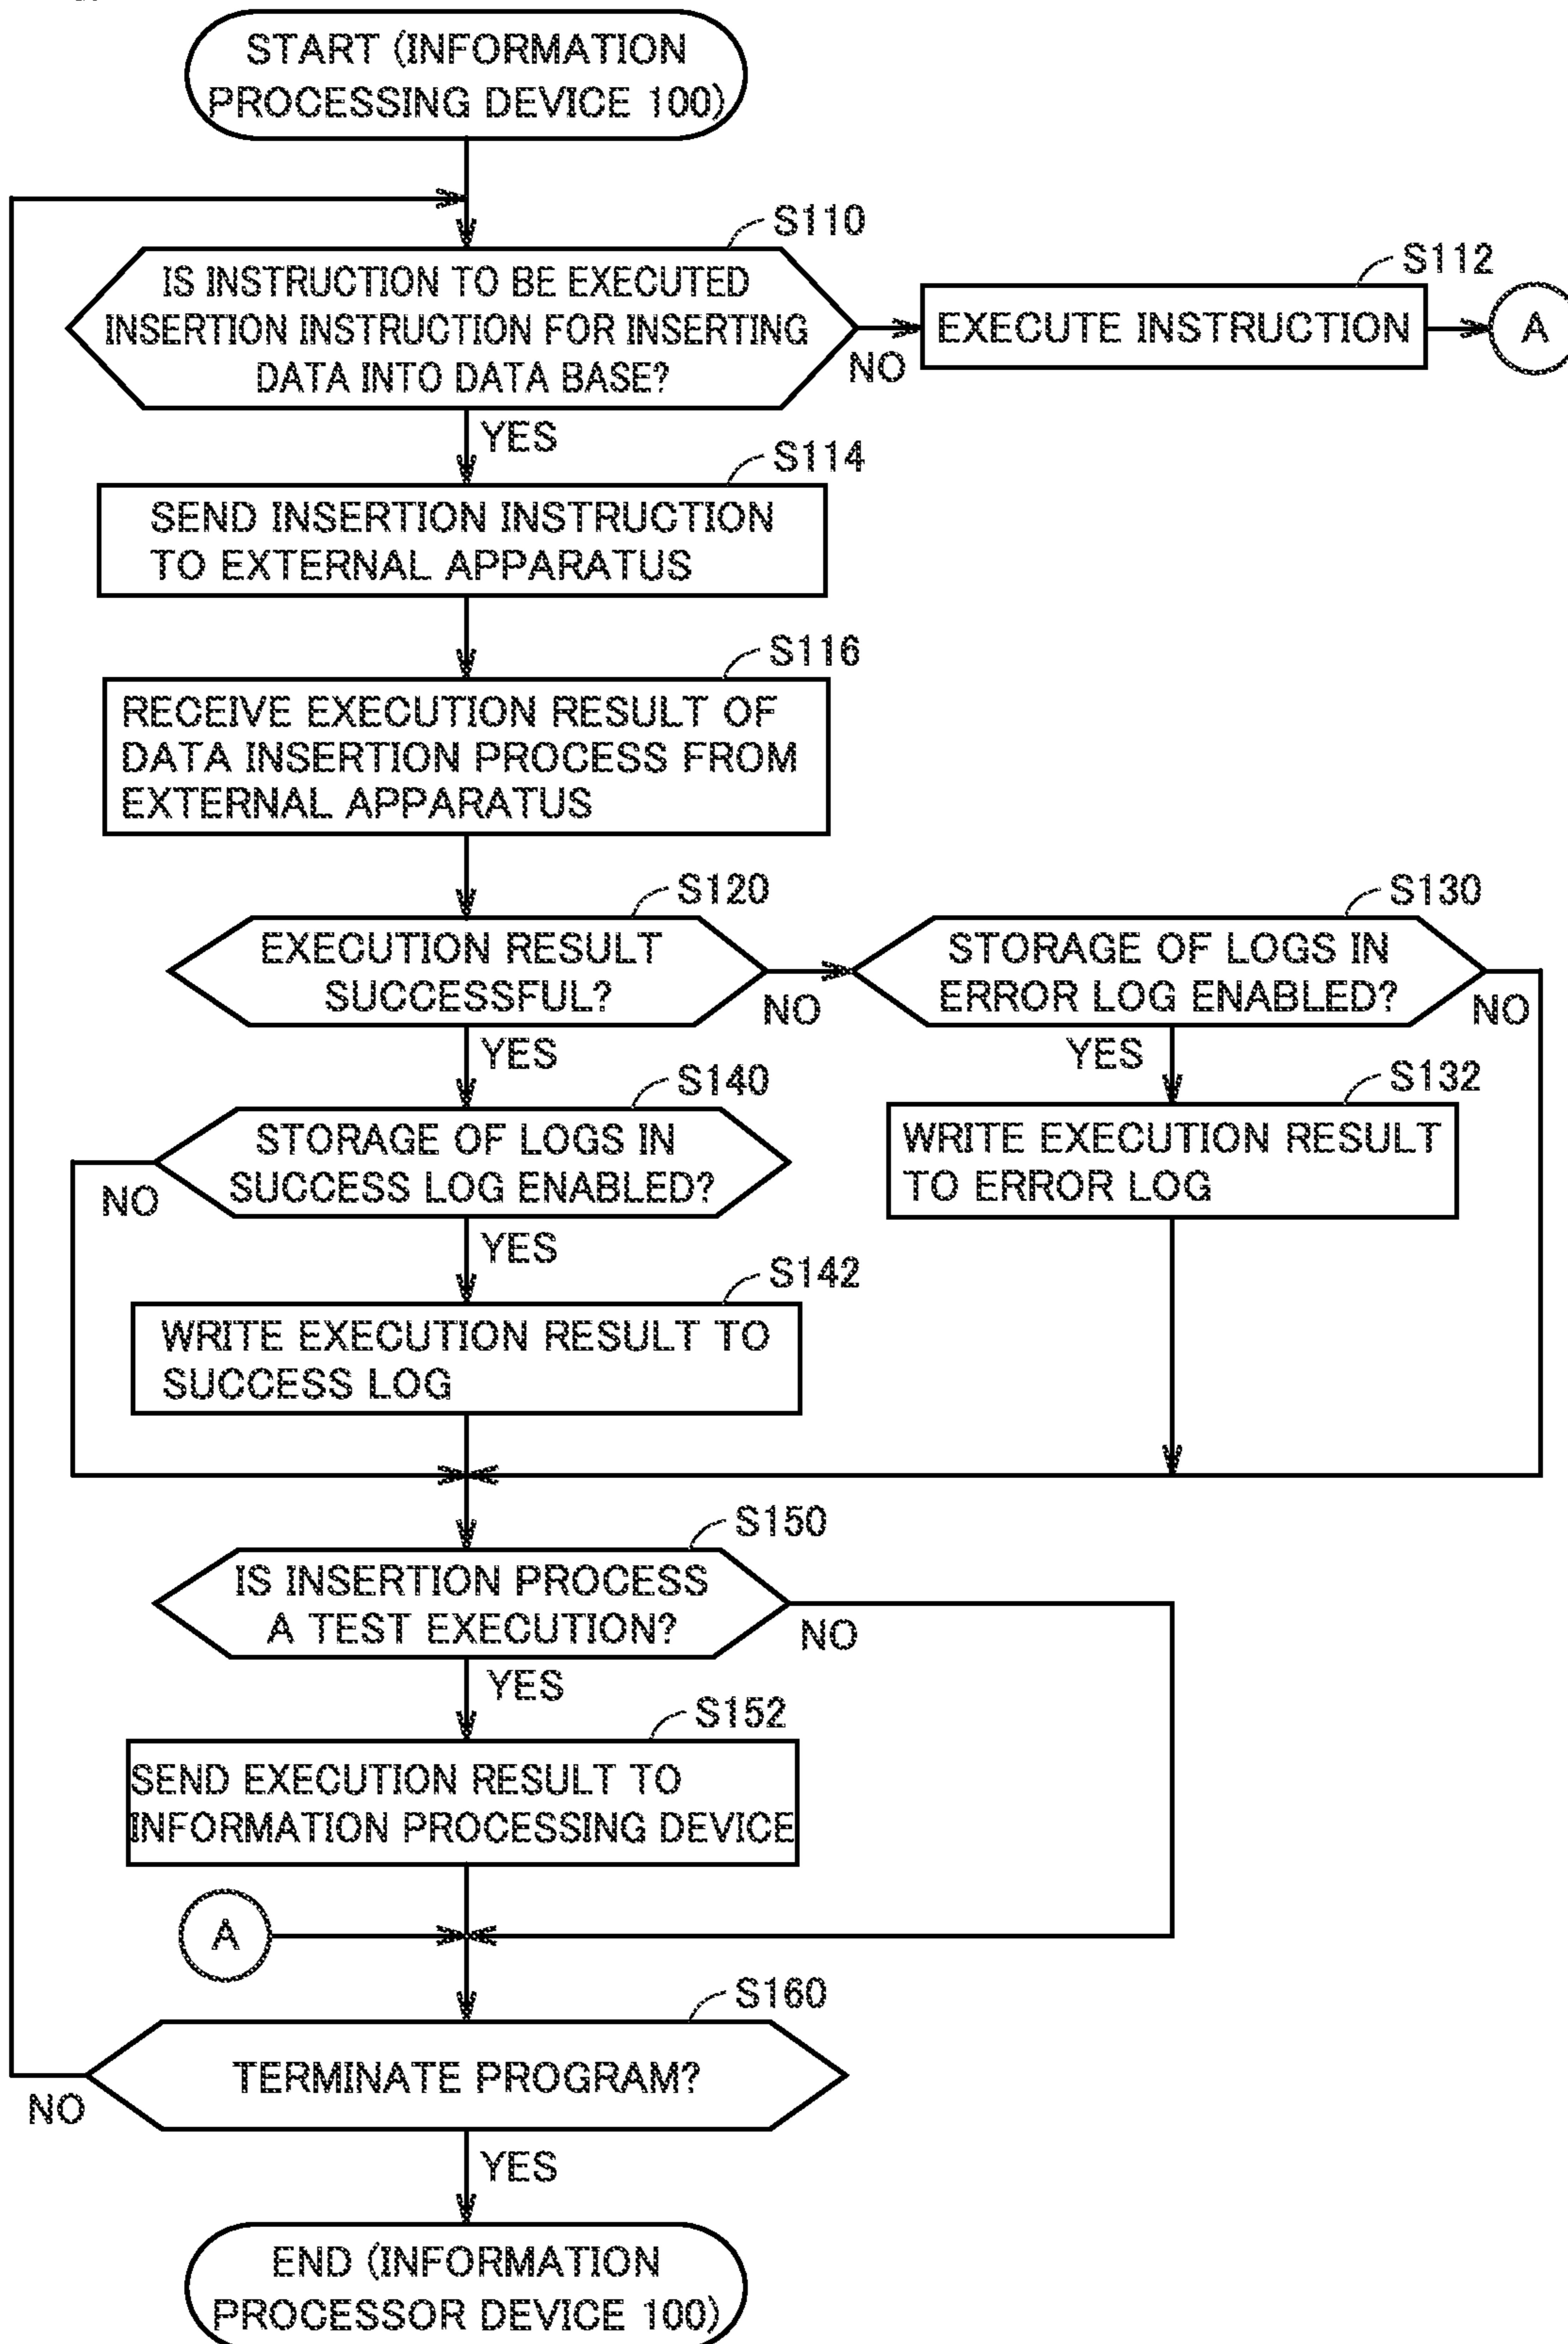 START (INFORMATION
PROCESSING DEVICE 100)
S110
IS INSTRUCTION TO BE EXECUTED
INSERTION INSTRUCTION FOR INSERTING
DATA INTO DATA BASE?
NO
S112
EXECUTE INSTRUCTION
A
YES
S114
SEND INSERTION INSTRUCTION
TO EXTERNAL APPARATUS
S116
RECEIVE EXECUTION RESULT OF
DATA INSERTION PROCESS FROM
EXTERNAL APPARATUS
S120
EXECUTION RESULT
SUCCESSFUL?
NO
S130
STORAGE OF LOGS IN
ERROR LOG ENABLED?
NO
YES
YES
S132
WRITE EXECUTION RESULT
TO ERROR LOG
S140
STORAGE OF LOGS IN
SUCCESS LOG ENABLED?
NO
YES
S142
WRITE EXECUTION RESULT TO
SUCCESS LOG
S150
IS INSERTION PROCESS
A TEST EXECUTION?
NO
YES
S152
SEND EXECUTION RESULT TO
INFORMATION PROCESSING DEVICE
A
S160
TERMINATE PROGRAM?
NO
YES
END (INFORMATION
PROCESSOR DEVICE 100)